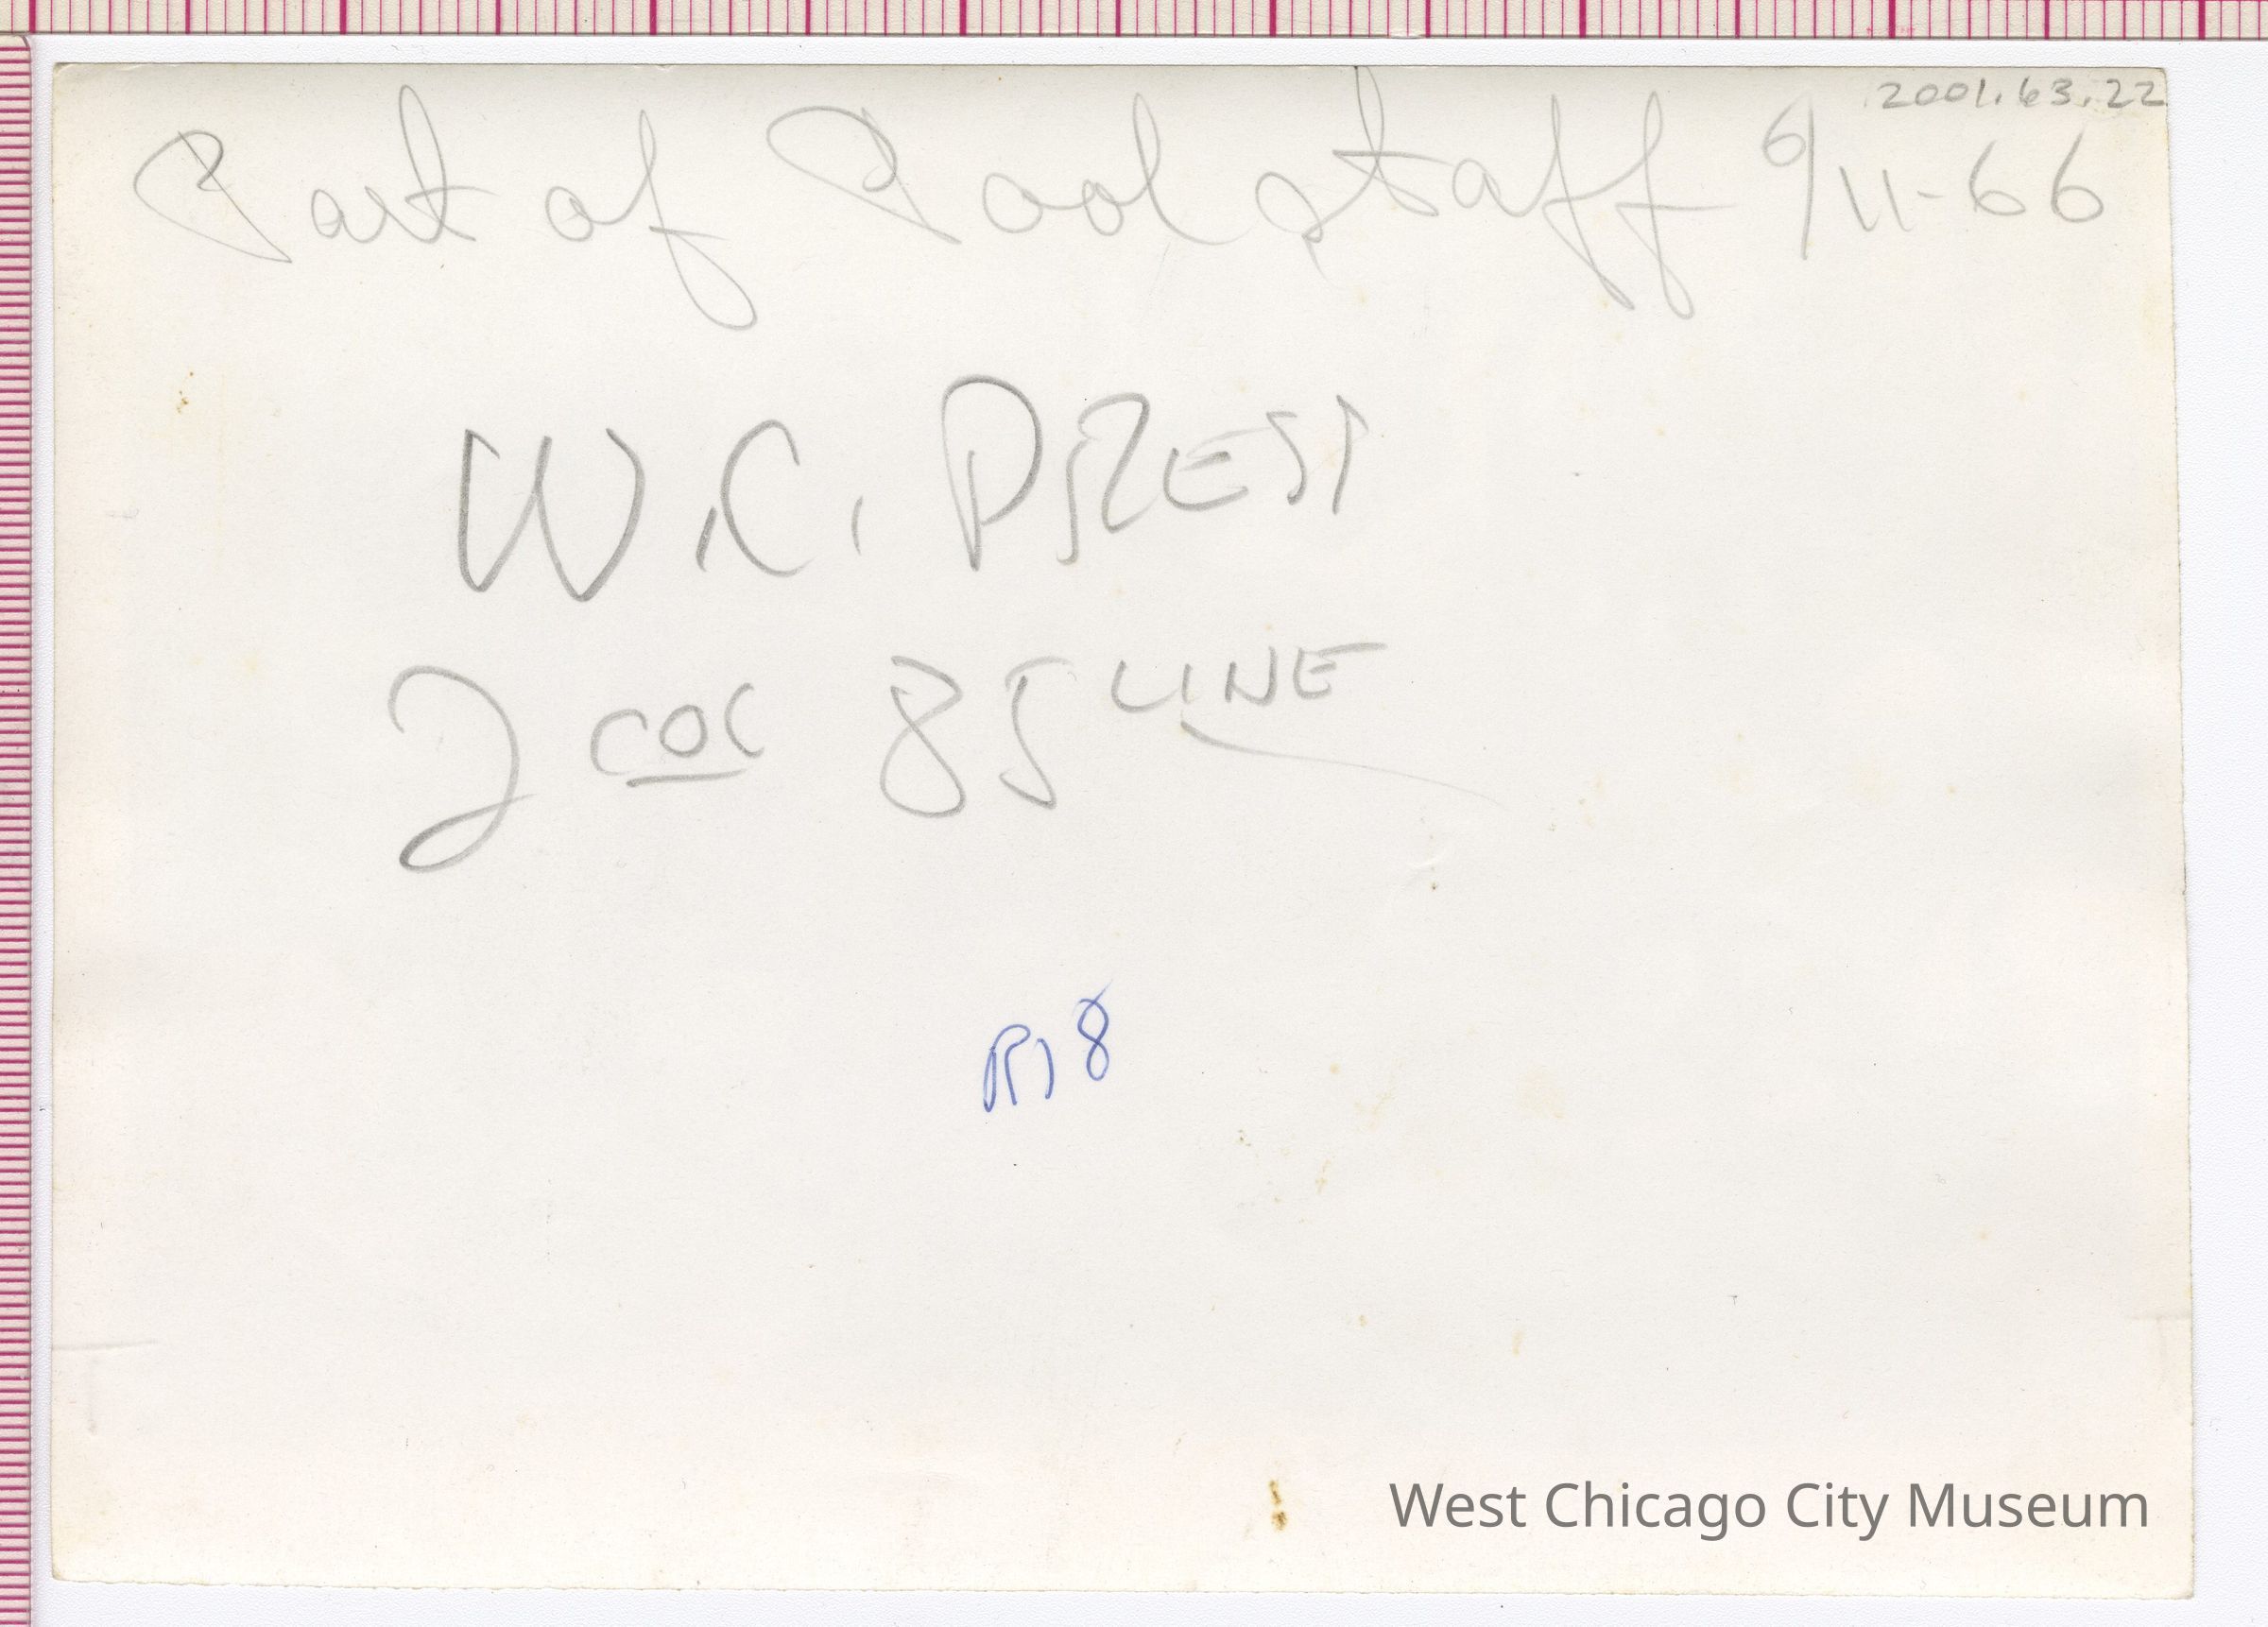 2001.63.22
Part of Pool staff 6/11-66
W.C. PRESS
2 COL 85 LINE
R18
West Chicago City Museum